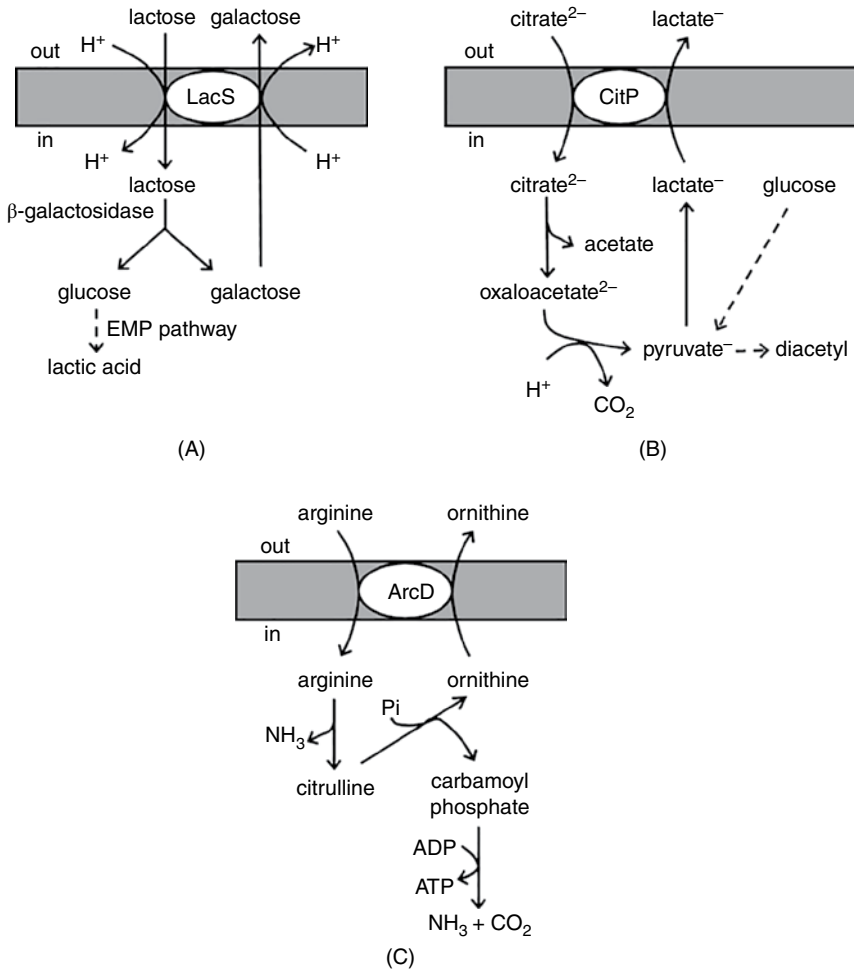 lactose galactose
H⁺ H⁺
out
LacS
in
H⁺ H⁺
lactose
β-galactosidase
glucose galactose
EMP pathway
lactic acid
(A)
citrate²⁻ lactate⁻
out
CitP
in
citrate²⁻ lactate⁻ glucose
acetate
oxaloacetate²⁻
pyruvate⁻ diacetyl
H⁺
CO₂
(B)
arginine ornithine
out
ArcD
in
arginine ornithine
Pi
NH₃
citrulline carbamoyl
phosphate
ADP
ATP
NH₃ + CO₂
(C)